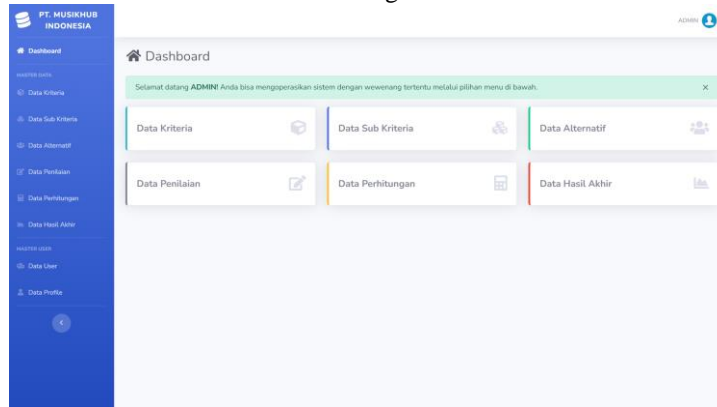 PT. MUSIKHUB
INDONESIA
ADMIN
Dashboard
MASTER DATA
Data Kriteria
Data Sub Kriteria
Data Alternatif
Data Penilaian
Data Perhitungan
Data Hasil Akhir
MASTER USER
Data User
Data Profile
Dashboard
Selamat datang ADMIN! Anda bisa mengoperasikan sistem dengan wewenang tertentu melalui pilihan menu di bawah.
Data Kriteria
Data Sub Kriteria
Data Alternatif
Data Penilaian
Data Perhitungan
Data Hasil Akhir